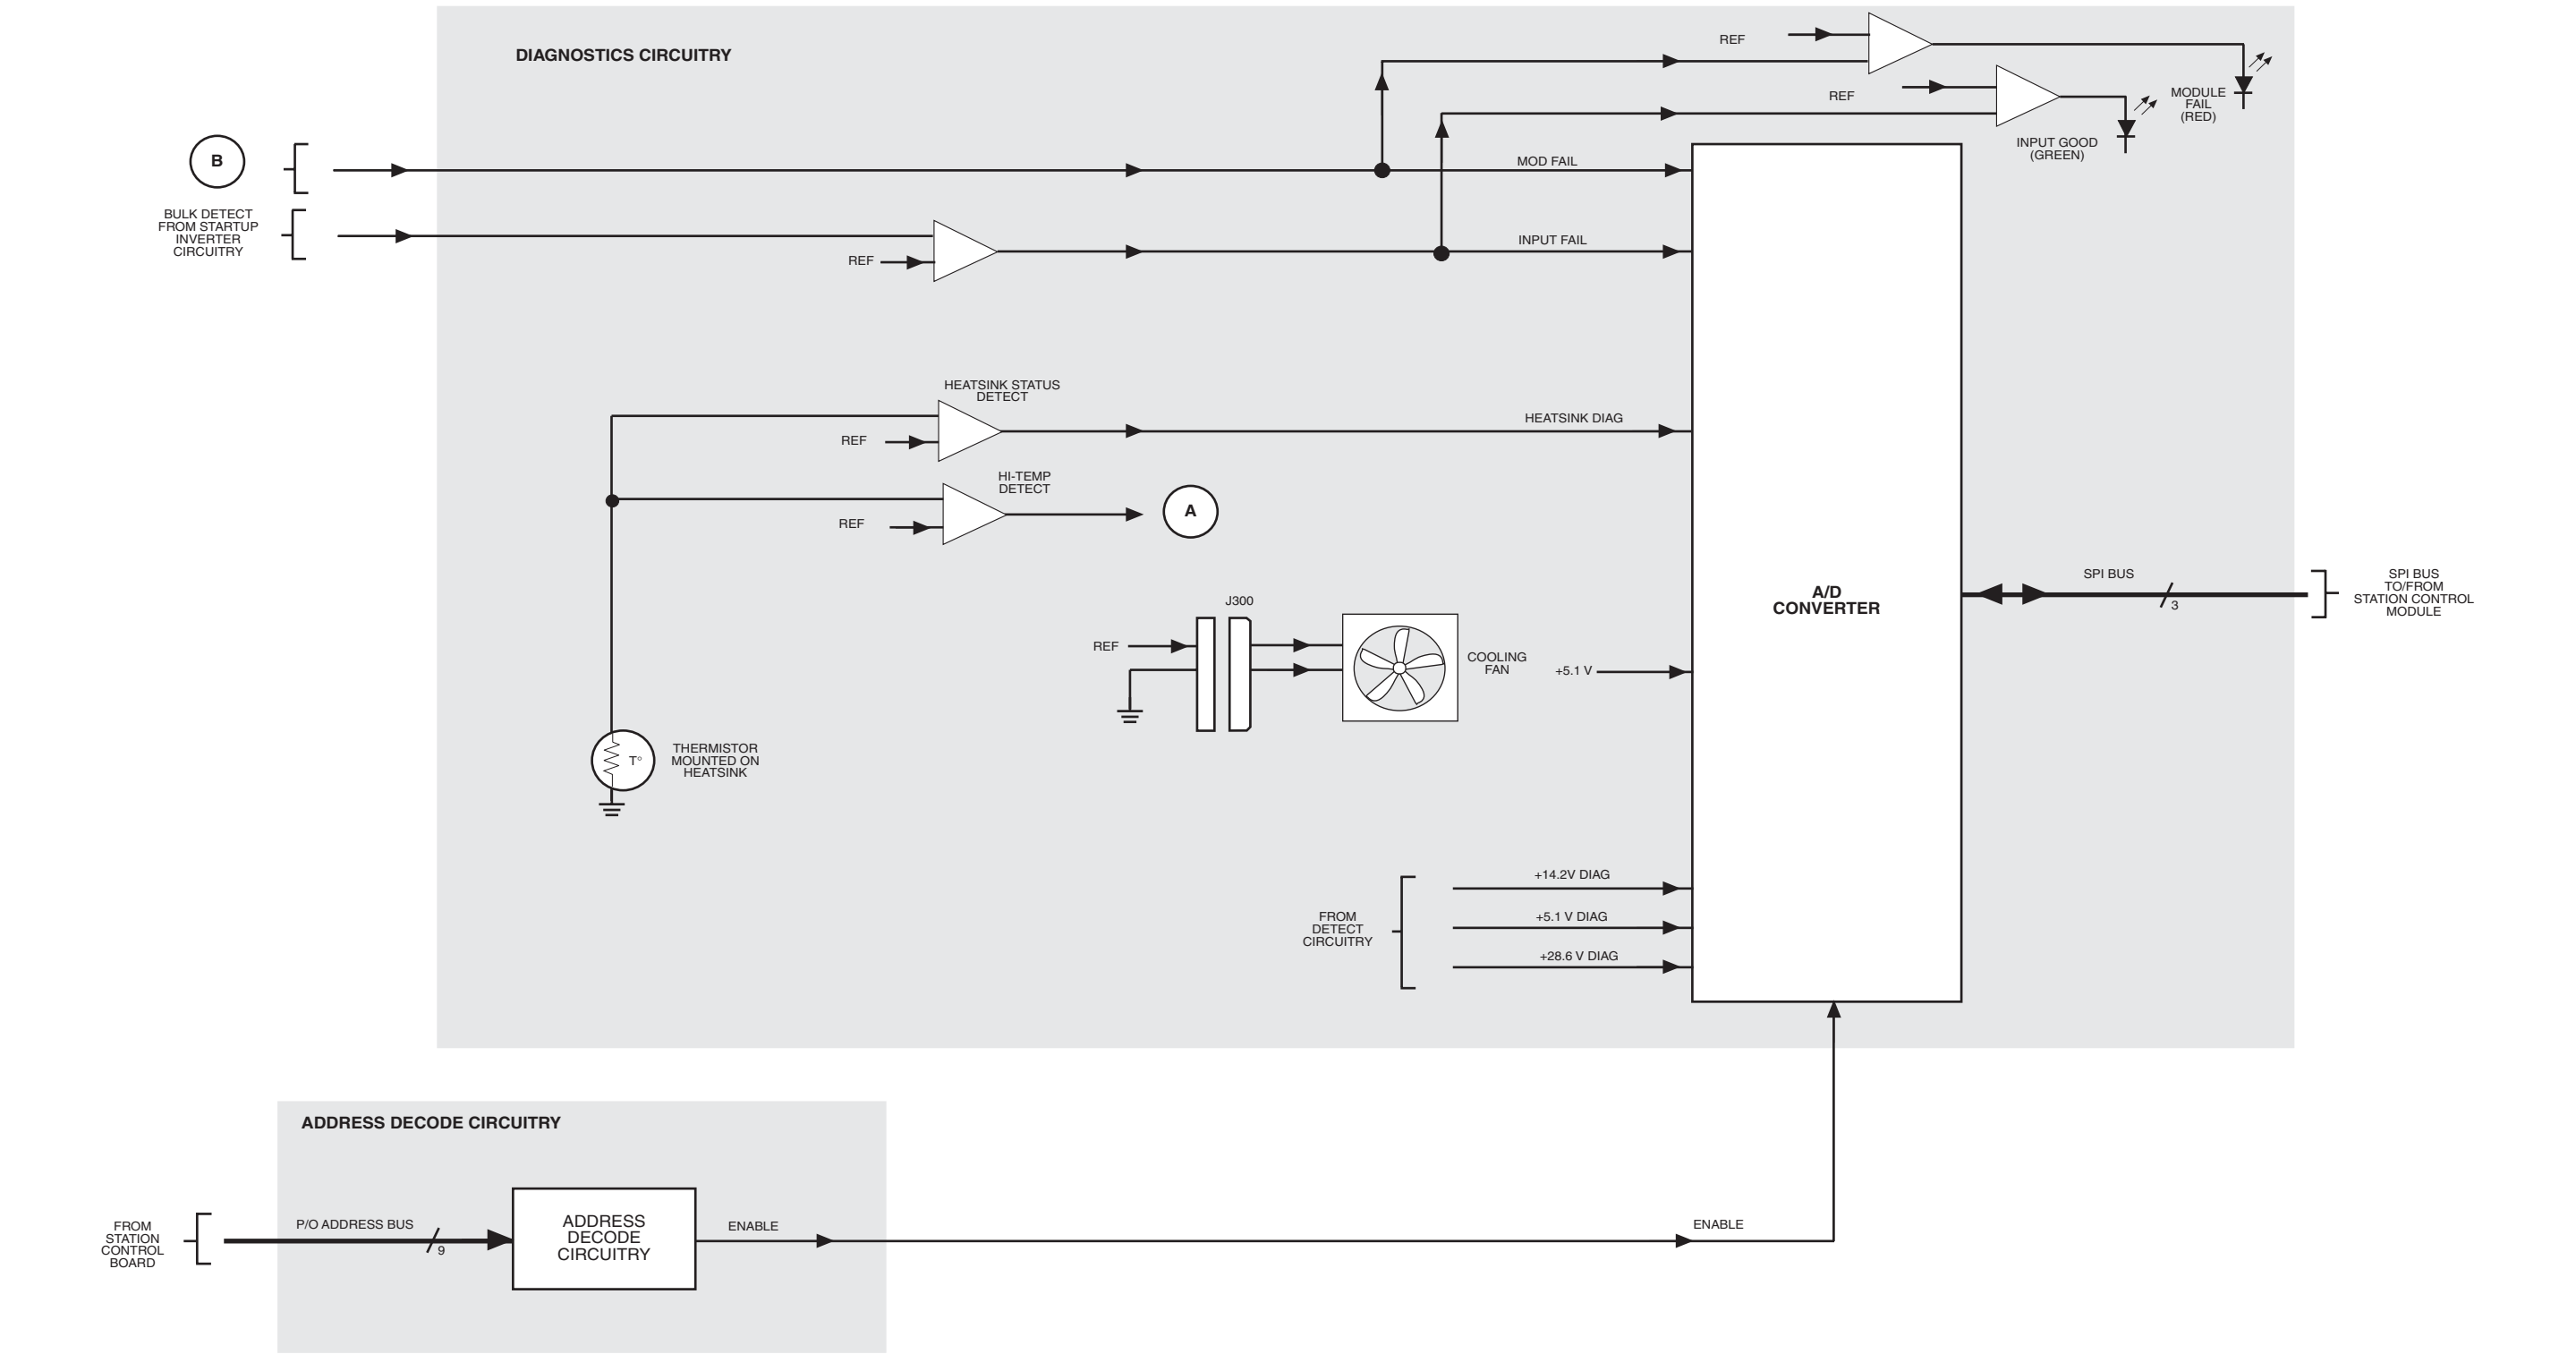 DIAGNOSTICS CIRCUITRY
REF
REF
MODULE
FAIL
(RED)
INPUT GOOD
(GREEN)
B
MOD FAIL
BULK DETECT
FROM STARTUP
INVERTER
CIRCUITRY
REF
INPUT FAIL
HEATSINK STATUS
DETECT
REF
HEATSINK DIAG
HI-TEMP
DETECT
REF
A
J300
REF
COOLING
FAN
+5.1 V
A/D
CONVERTER
SPI BUS
3
SPI BUS
TO/FROM
STATION CONTROL
MODULE
T°
THERMISTOR
MOUNTED ON
HEATSINK
FROM
DETECT
CIRCUITRY
+14.2V DIAG
+5.1 V DIAG
+28.6 V DIAG
ADDRESS DECODE CIRCUITRY
FROM
STATION
CONTROL
BOARD
P/O ADDRESS BUS
9
ADDRESS
DECODE
CIRCUITRY
ENABLE
ENABLE